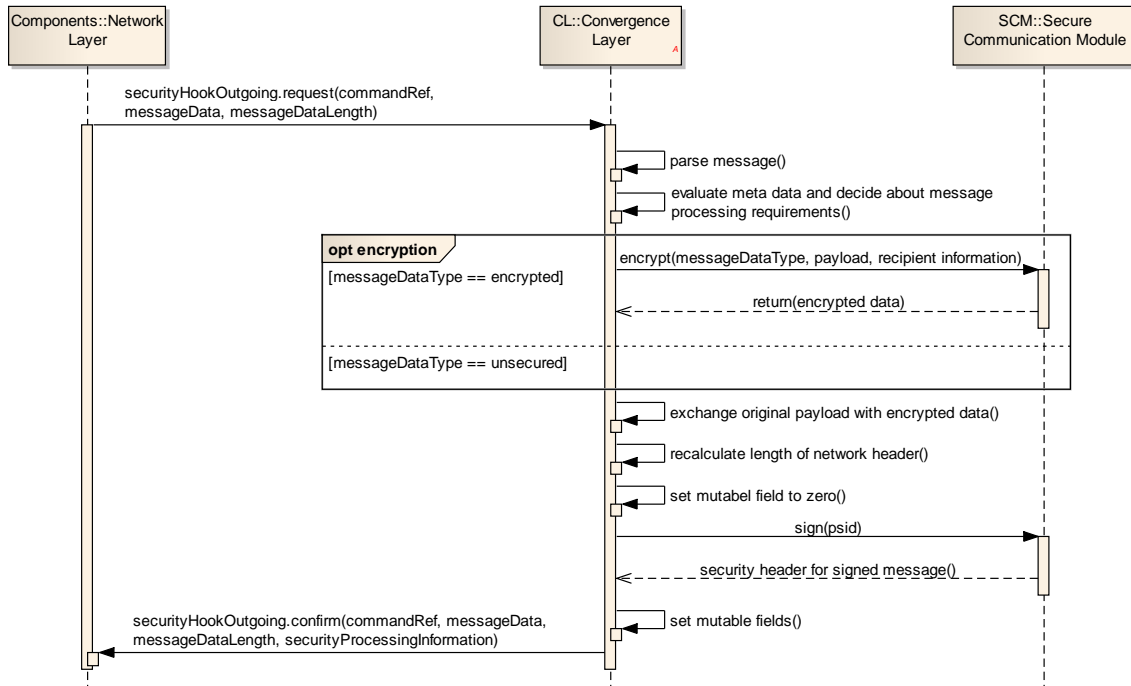 Components::Network
Layer
CL::Convergence
Layer
A
SCM::Secure
Communication Module
securityHookOutgoing.request(commandRef,
messageData, messageDataLength)
parse message()
evaluate meta data and decide about message
processing requirements()
opt encryption
[messageDataType == encrypted]
encrypt(messageDataType, payload, recipient information)
return(encrypted data)
[messageDataType == unsecured]
exchange original payload with encrypted data()
recalculate length of network header()
set mutabel field to zero()
sign(psid)
security header for signed message()
set mutable fields()
securityHookOutgoing.confirm(commandRef, messageData,
messageDataLength, securityProcessingInformation)